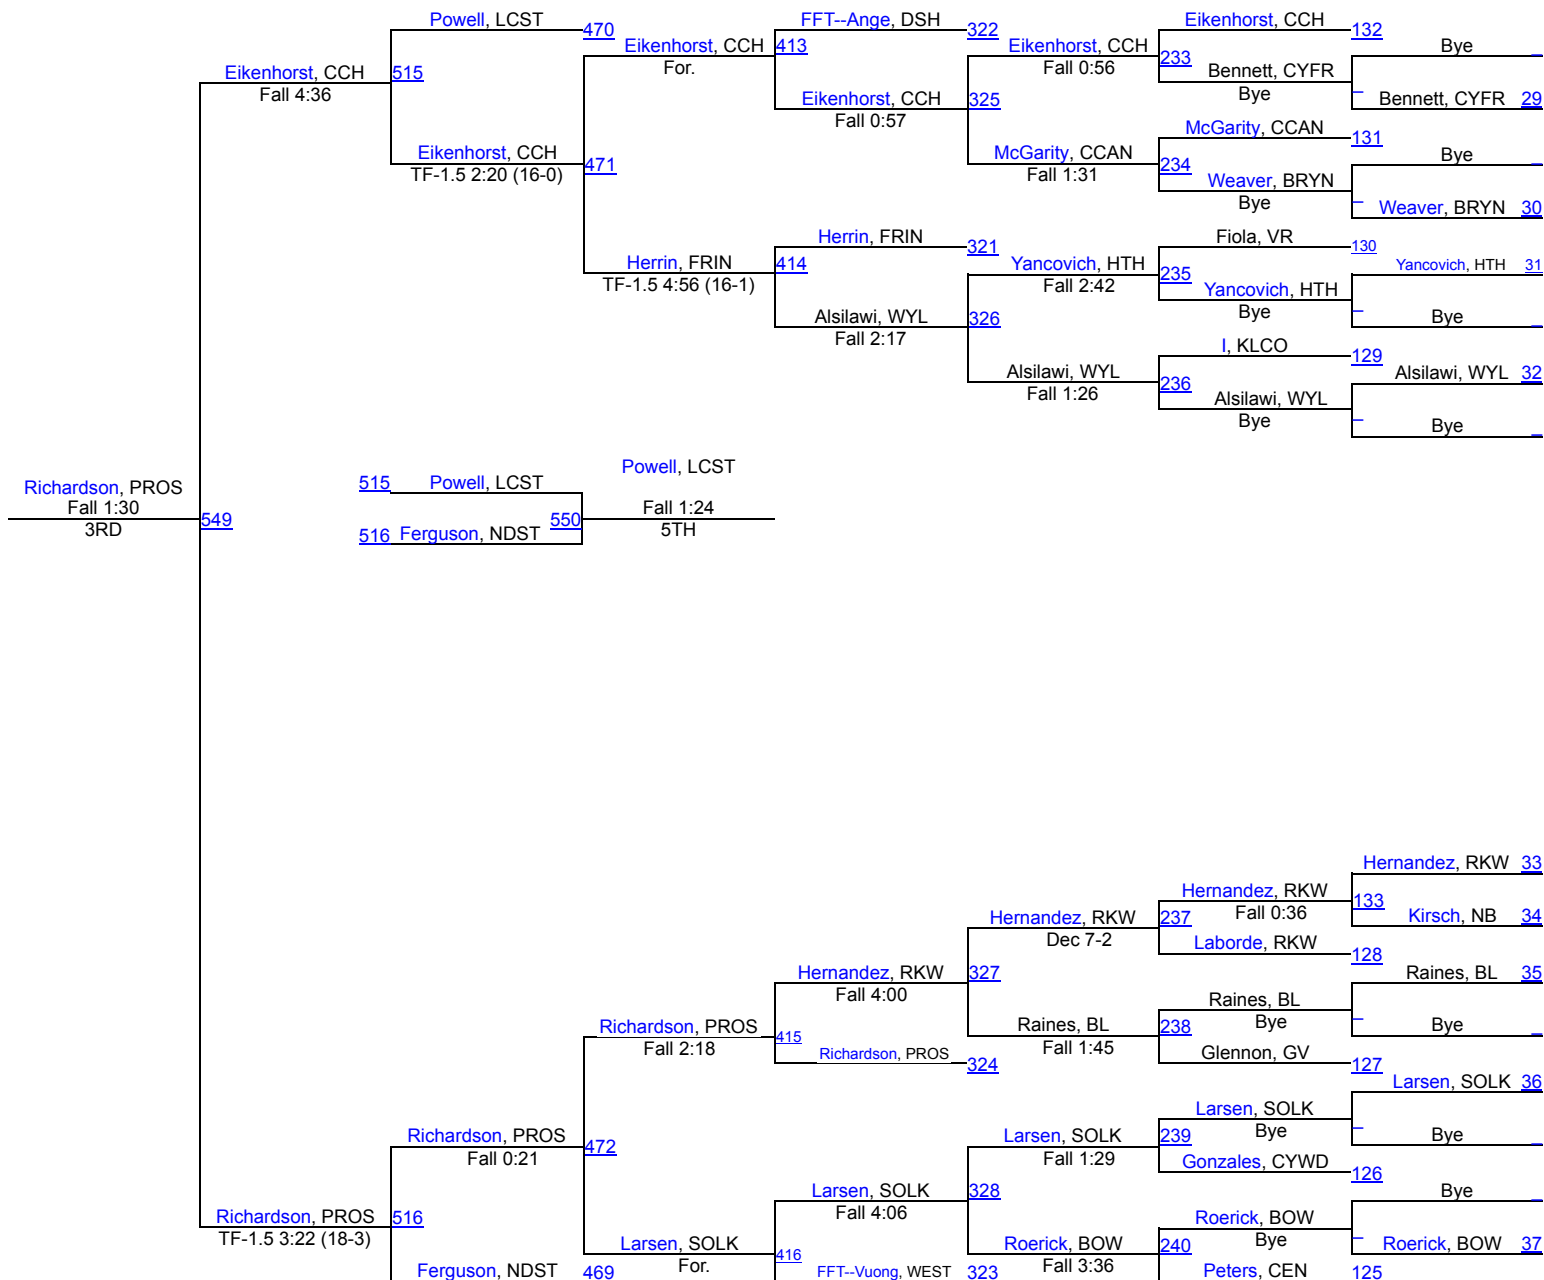 Powell, LCST 470
FFT--Ange, DSH 322
Eikenhorst, CCH 132
Eikenhorst, CCH 413
For.
Eikenhorst, CCH 233
Fall 0:56
Bye _
Eikenhorst, CCH 515
Fall 4:36
Bennett, CYFR _
Bye
Eikenhorst, CCH 325
Fall 0:57
Bennett, CYFR 29
McGarity, CCAN 131
Eikenhorst, CCH 471
TF-1.5 2:20 (16-0)
McGarity, CCAN 234
Fall 1:31
Bye _
Weaver, BRYN _
Bye
Weaver, BRYN 30
Herrin, FRIN 321
Fiola, VR 130
Herrin, FRIN 414
TF-1.5 4:56 (16-1)
Yancovich, HTH 235
Fall 2:42
Yancovich, HTH 31
Yancovich, HTH _
Bye
Alsilawi, WYL 326
Fall 2:17
Bye _
I, KLCO 129
Alsilawi, WYL 236
Fall 1:26
Alsilawi, WYL 32
Alsilawi, WYL _
Bye
Bye _
Richardson, PROS 549
Fall 1:30
3RD
515 Powell, LCST
Powell, LCST
550 Fall 1:24
5TH
516 Ferguson, NDST
Hernandez, RKW 33
Hernandez, RKW 133
Fall 0:36
Kirsch, NB 34
Hernandez, RKW 237
Dec 7-2
Laborde, RKW 128
Hernandez, RKW 327
Fall 4:00
Raines, BL 35
Raines, BL _
Bye
Bye _
Richardson, PROS 415
Fall 2:18
Raines, BL 238
Fall 1:45
Richardson, PROS 324
Glennon, GV 127
Larsen, SOLK 36
Larsen, SOLK _
Bye
Bye _
Richardson, PROS 472
Fall 0:21
Larsen, SOLK 239
Fall 1:29
Gonzales, CYWD 126
Larsen, SOLK 328
Fall 4:06
Bye _
Richardson, PROS 516
TF-1.5 3:22 (18-3)
Roerick, BOW _
Bye
Larsen, SOLK 416
For.
Roerick, BOW 240
Fall 3:36
Roerick, BOW 37
Ferguson, NDST 469
FFT--Vuong, WEST 323
Peters, CEN 125